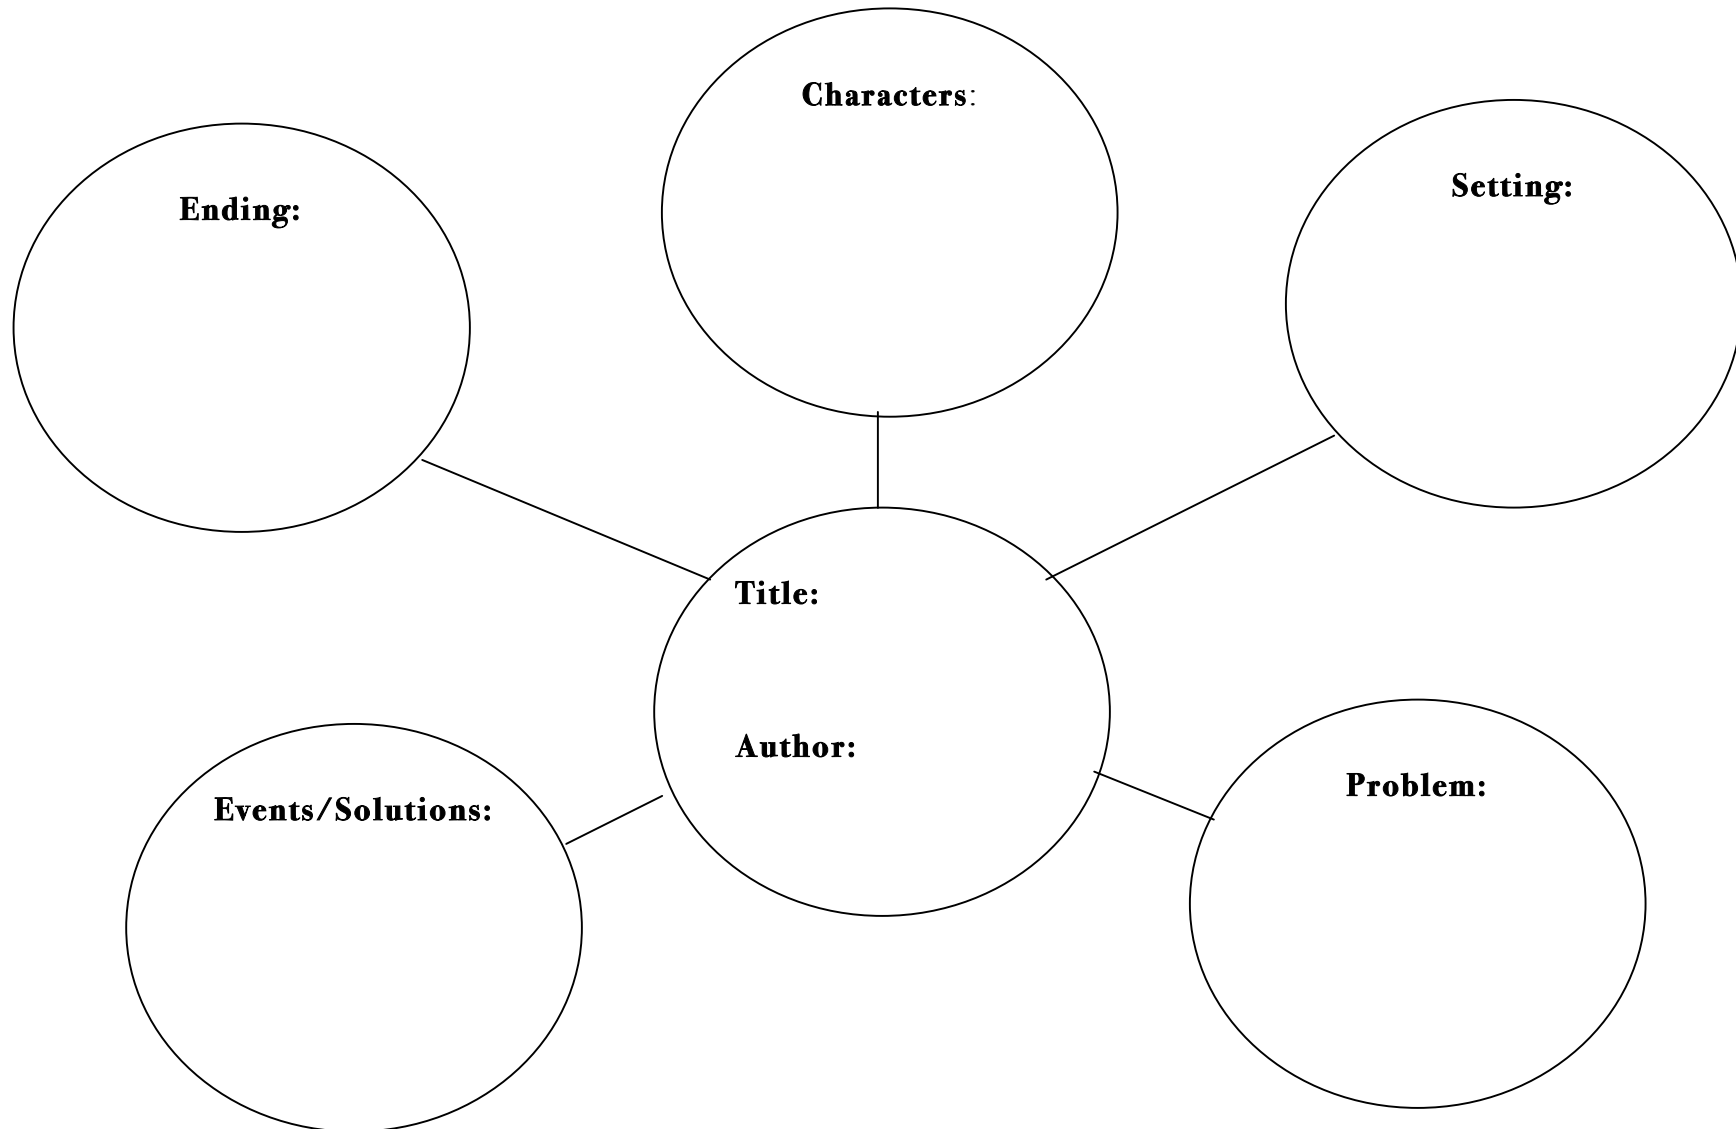 Characters:
Setting:
Ending:
Title:
Author:
Problem:
Events/Solutions: